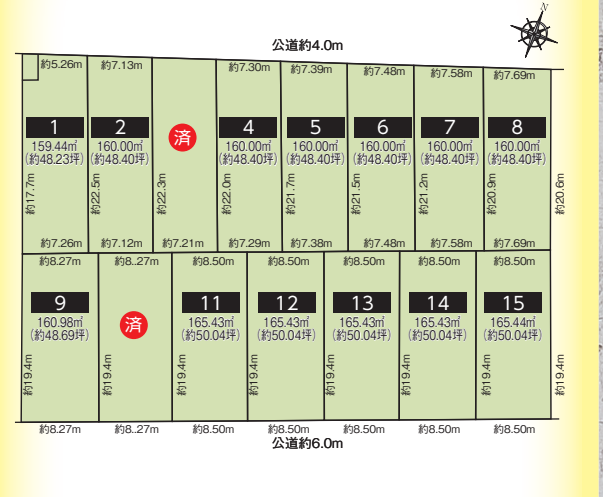 N
公道約4.0m
約5.26m 約7.13m 約7.30m 約7.39m 約7.48m 約7.58m 約7.69m
1 2 済 4 5 6 7 8
159.44㎡ 160.00㎡ 160.00㎡ 160.00㎡ 160.00㎡ 160.00㎡ 160.00㎡
(約48.23坪) (約48.40坪) (約48.40坪) (約48.40坪) (約48.40坪) (約48.40坪) (約48.40坪)
約17.7m 約22.5m 約22.3m 約22.0m 約21.7m 約21.5m 約21.2m 約20.9m 約20.6m
約7.26m 約7.12m 約7.21m 約7.29m 約7.38m 約7.48m 約7.58m 約7.69m
約8.27m 約8..27m 約8.50m 約8.50m 約8.50m 約8.50m 約8.50m
9 済 11 12 13 14 15
160.98㎡ 165.43㎡ 165.43㎡ 165.43㎡ 165.43㎡ 165.44㎡
(約48.69坪) (約50.04坪) (約50.04坪) (約50.04坪) (約50.04坪) (約50.04坪)
約19.4m 約19.4m 約19.4m 約19.4m 約19.4m 約19.4m 約19.4m 約19.4m
約8.27m 約8..27m 約8.50m 約8.50m 約8.50m 約8.50m 約8.50m
公道約6.0m